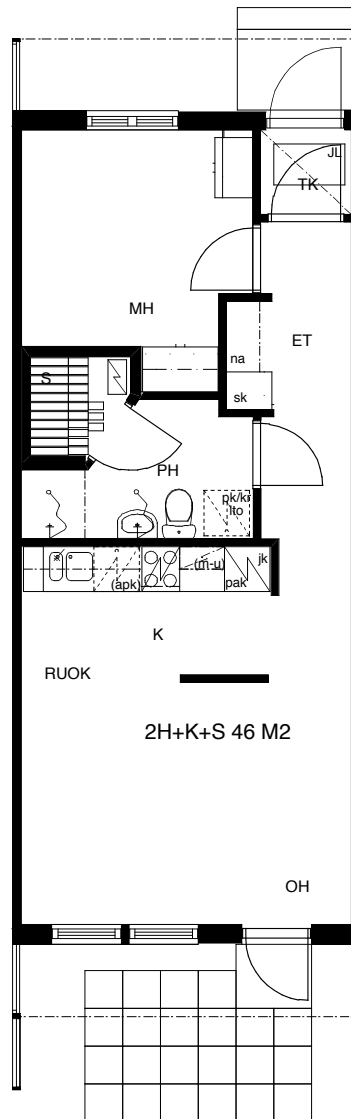 JL
TK
MH
ET
na
S
sk
PH
pk/ki
lto
(apk)
(m-u)
jk
pak
K
RUOK
2H+K+S 46 M2
OH